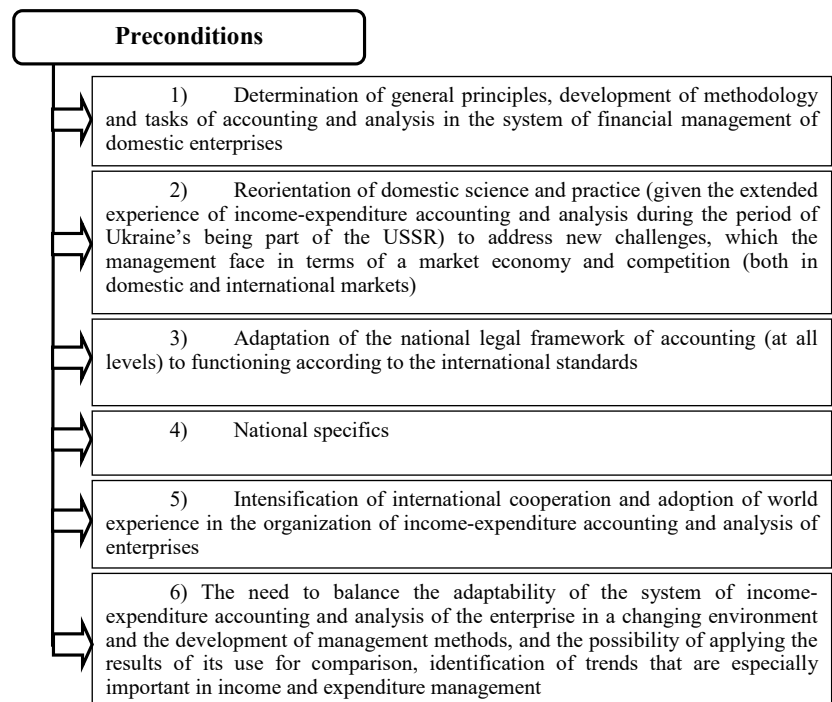 Preconditions
1) Determination of general principles, development of methodology
and tasks of accounting and analysis in the system of financial management of
domestic enterprises
2) Reorientation of domestic science and practice (given the extended
experience of income-expenditure accounting and analysis during the period of
Ukraine’s being part of the USSR) to address new challenges, which the
management face in terms of a market economy and competition (both in
domestic and international markets)
3) Adaptation of the national legal framework of accounting (at all
levels) to functioning according to the international standards
4) National specifics
5) Intensification of international cooperation and adoption of world
experience in the organization of income-expenditure accounting and analysis of
enterprises
6) The need to balance the adaptability of the system of income-
expenditure accounting and analysis of the enterprise in a changing environment
and the development of management methods, and the possibility of applying the
results of its use for comparison, identification of trends that are especially
important in income and expenditure management